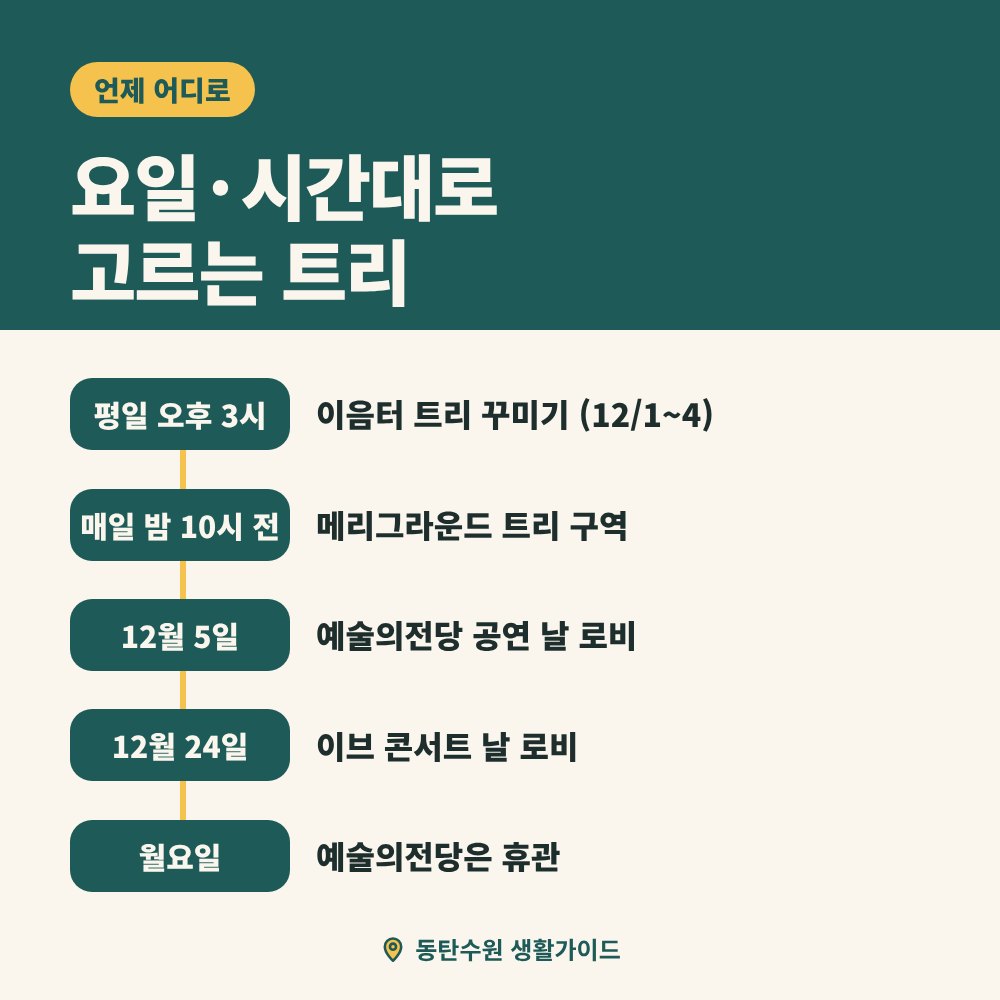 언제 어디로
요일·시간대로
고르는 트리
평일 오후 3시
이음터 트리 꾸미기 (12/1~4)
매일 밤 10시 전
메리그라운드 트리 구역
12월 5일
예술의전당 공연 날 로비
12월 24일
이브 콘서트 날 로비
월요일
예술의전당은 휴관
동탄수원 생활가이드